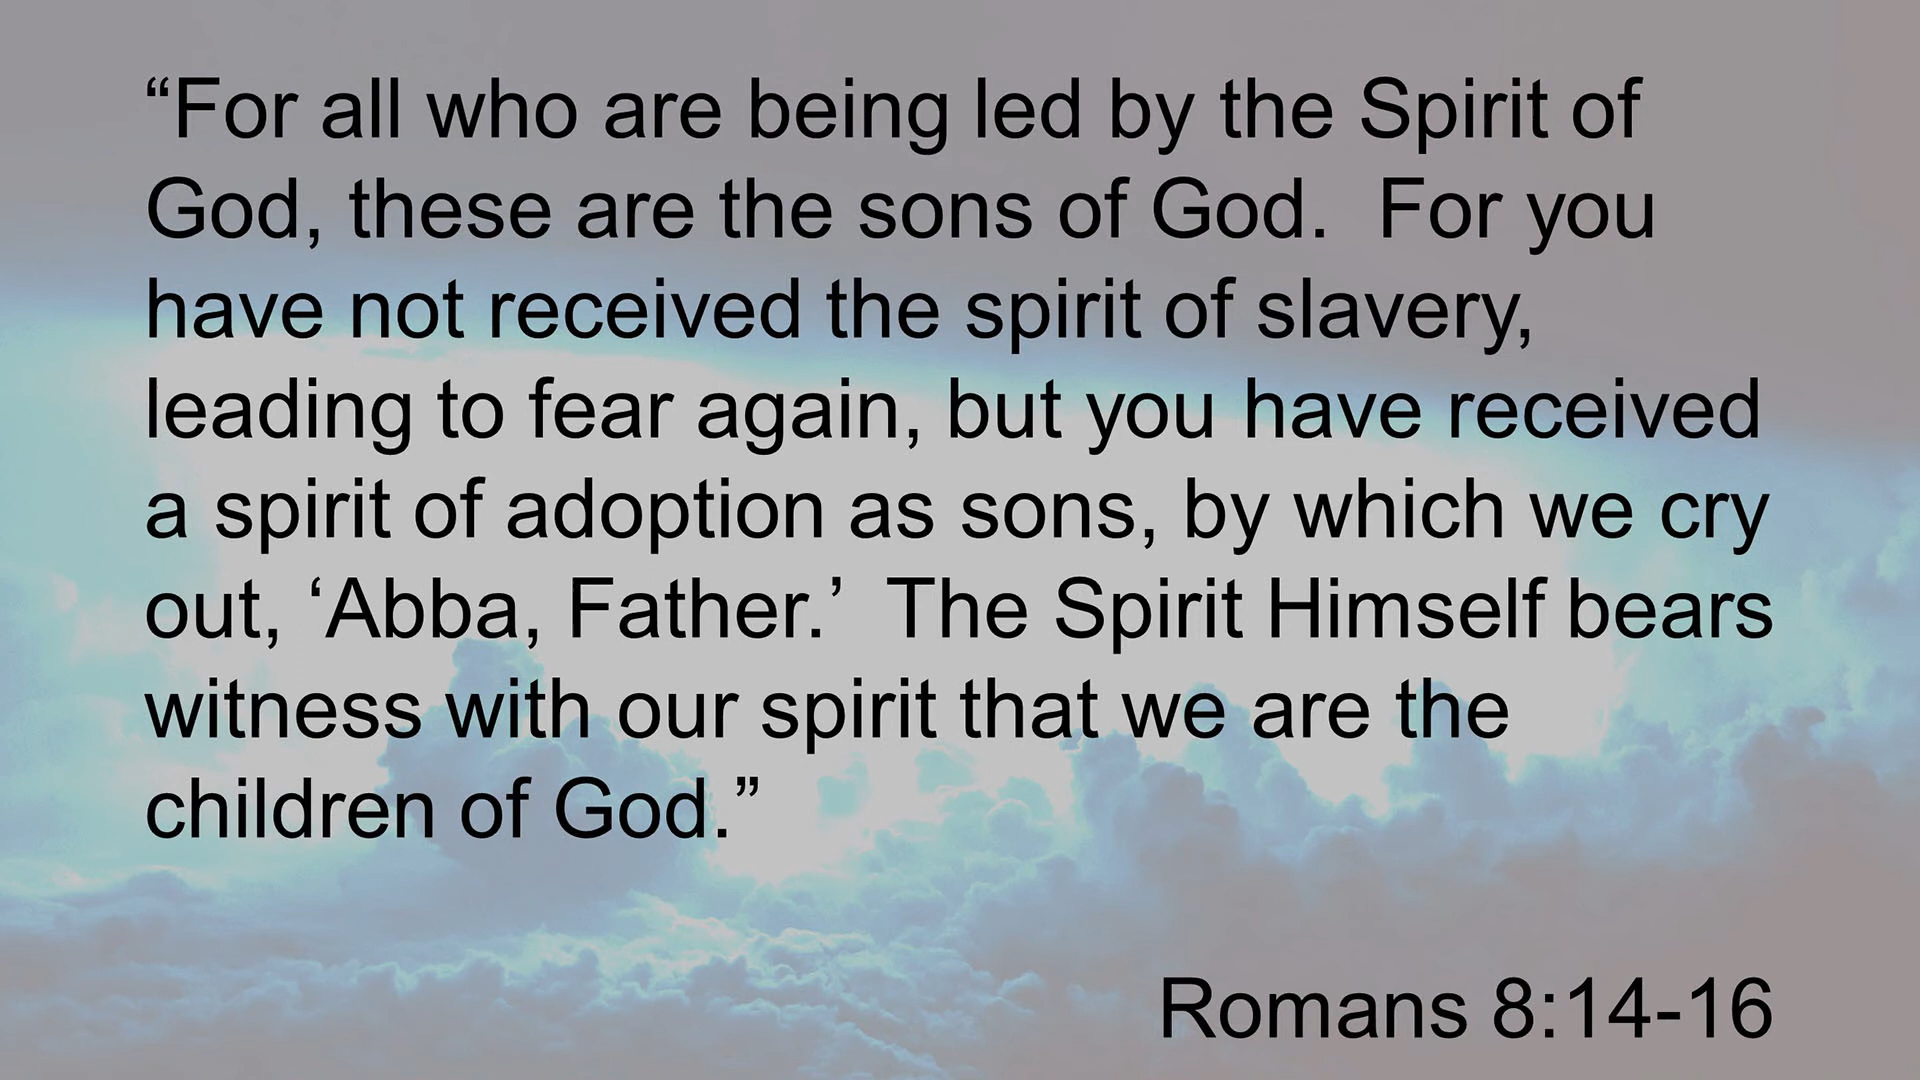 “For all who are being led by the Spirit of
God, these are the sons of God.  For you
have not received the spirit of slavery,
leading to fear again, but you have received
a spirit of adoption as sons, by which we cry
out, ‘Abba, Father.’  The Spirit Himself bears
witness with our spirit that we are the
children of God.”
Romans 8:14-16